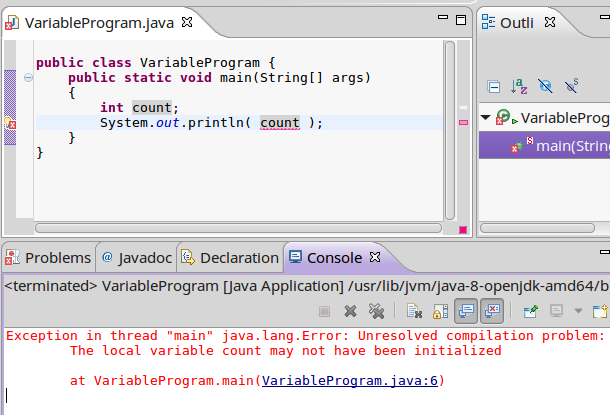 VariableProgram.java
Outli
public class VariableProgram {
public static void main(String[] args)
{
int count;
System.out.println( count );
}
}
VariableProg
main(String
Problems @ Javadoc Declaration Console
<terminated> VariableProgram [Java Application] /usr/lib/jvm/java-8-openjdk-amd64/b
Exception in thread "main" java.lang.Error: Unresolved compilation problem:
The local variable count may not have been initialized
at VariableProgram.main(VariableProgram.java:6)